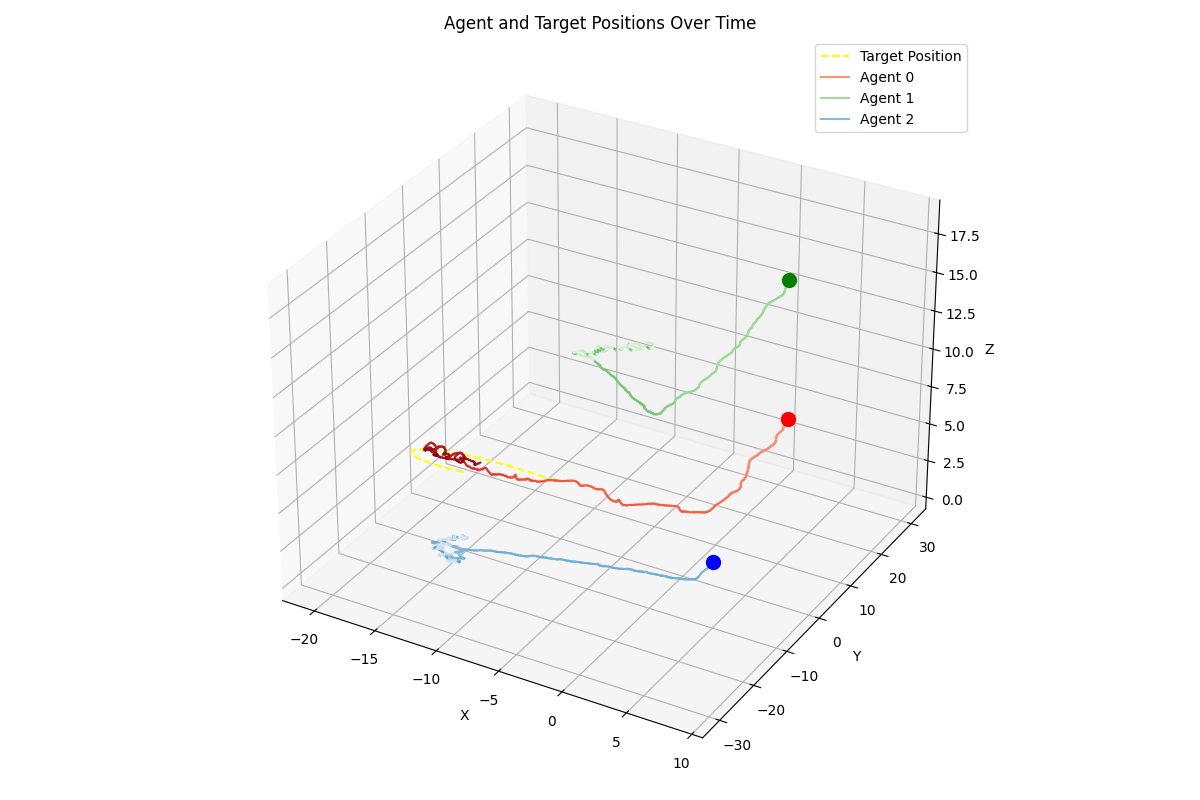 Agent and Target Positions Over Time
Target Position
Agent 0
Agent 1
Agent 2
17.5
15.0
12.5
10.0
7.5
5.0
2.5
0.0
Z
30
20
10
0
−10
−20
−30
Y
−20
−15
−10
−5
0
5
10
X